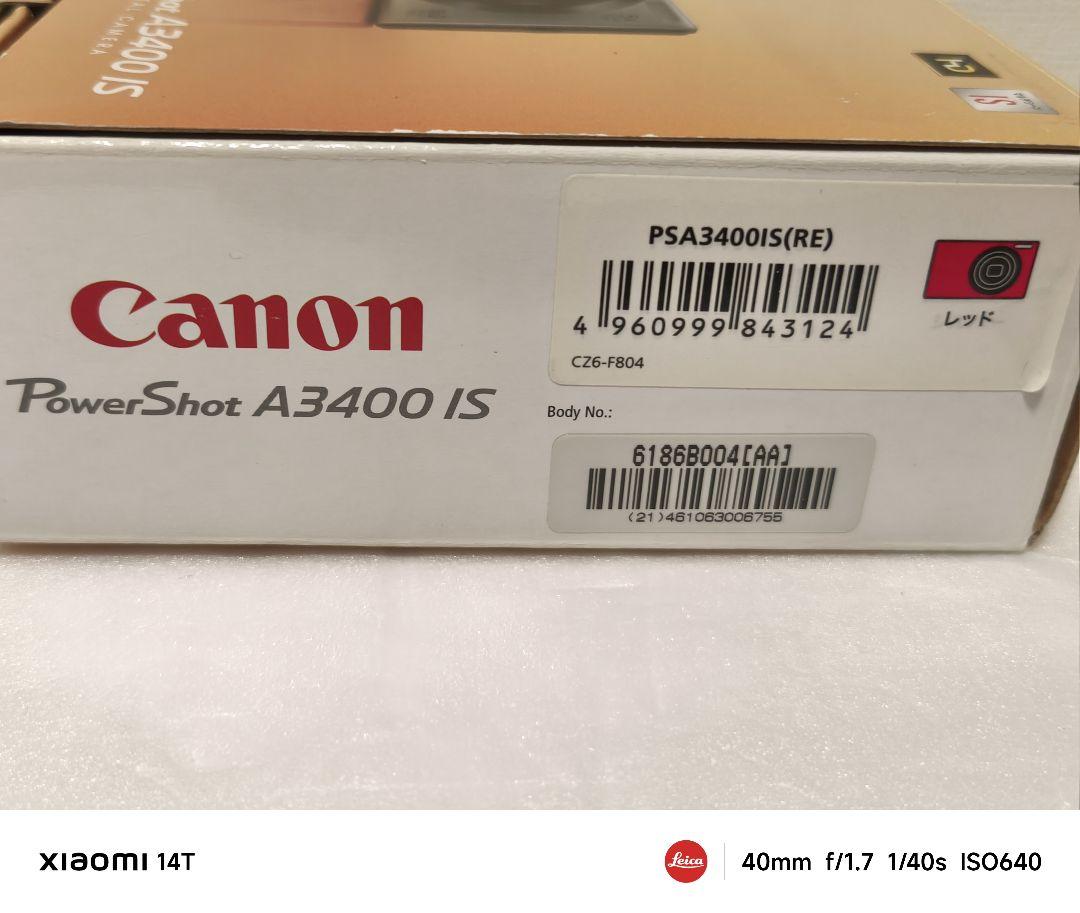 A3400 IS
CAMERA
Canon
PowerShot A3400 IS
PSA3400IS(RE)
4 960999 843124
レッド
CZ6-F804
Body No.:
6186B004[AA]
(21)461063006755
XIAOMI 14T
Leica
40mm f/1.7 1/40s ISO640